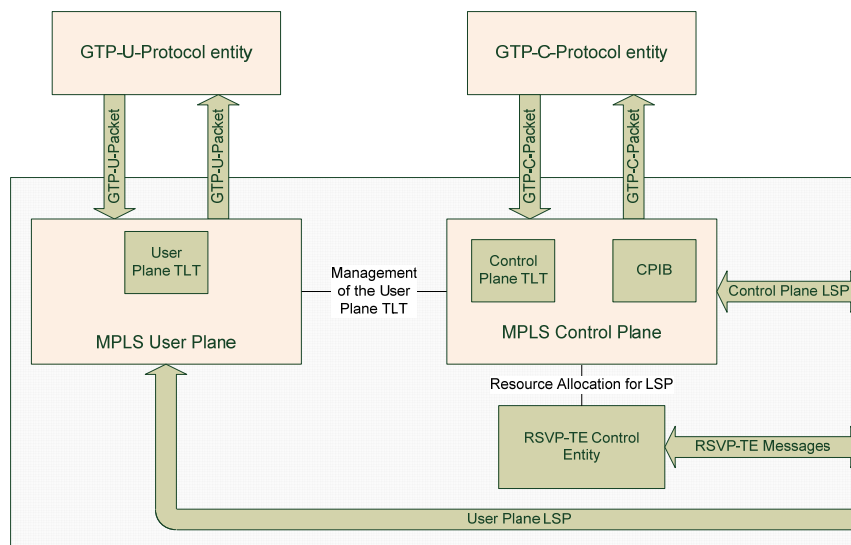 GTP-U-Protocol entity
GTP-C-Protocol entity
GTP-U-Packet
GTP-U-Packet
GTP-C-Packet
GTP-C-Packet
User
Plane TLT
MPLS User Plane
Management
of the User
Plane TLT
Control
Plane TLT
CPIB
MPLS Control Plane
Control Plane LSP
Resource Allocation for LSP
RSVP-TE Control
Entity
RSVP-TE Messages
User Plane LSP